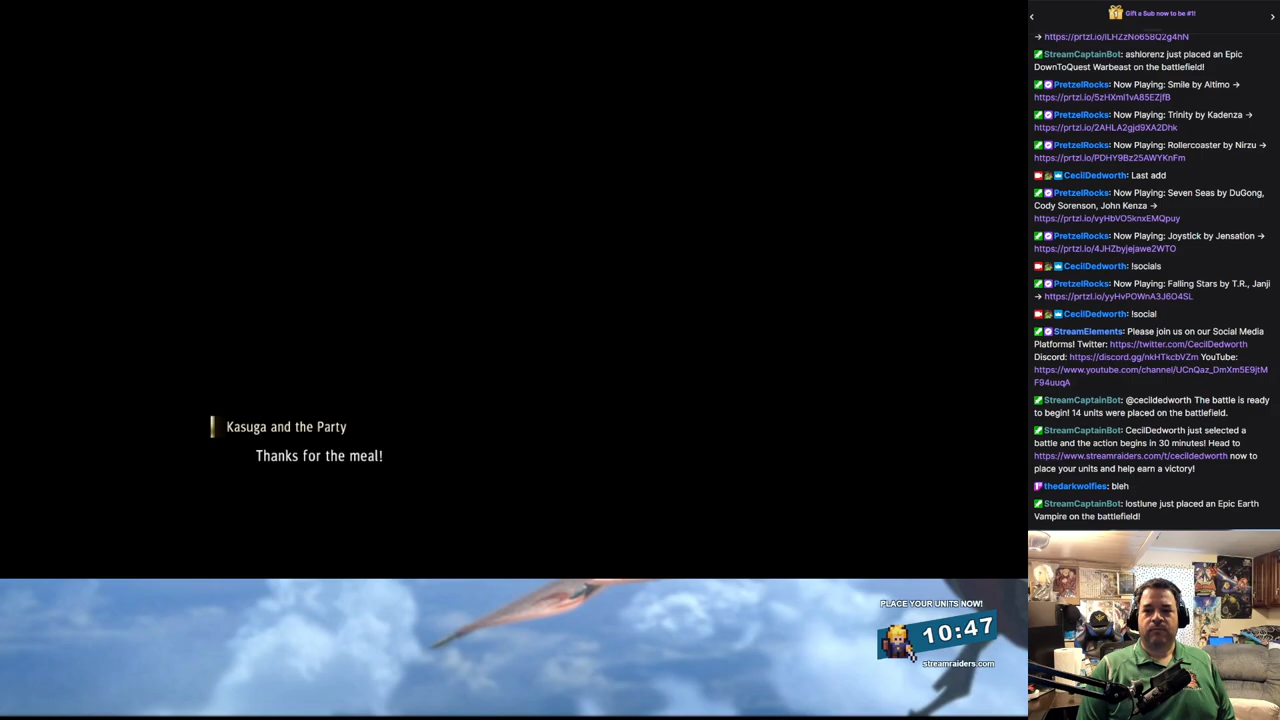 Kasuga and the Party
Thanks for the meal!
PLACE YOUR UNITS NOW!
10:47
streamraiders.com
Gift a Sub now to be #1!
StreamCaptainBot: ashlorenz just placed an Epic
DownToQuest Warbeast on the battlefield!
PretzelRocks: Now Playing: Smile by Altimo →
PretzelRocks: Now Playing: Trinity by Kadenza →
https://prtzl.io/2AHLA2gjd9XA2Dhk
PretzelRocks: Now Playing: Rollercoaster by Nirzu →
https://prtzl.io/PDHY9Bz25AWYKnFm
CecilDedworth: Last add
PretzelRocks: Now Playing: Seven Seas by DuGong,
Cody Sorenson, John Kenza →
https://prtzl.io/vyHbVO5knxEMQpuy
PretzelRocks: Now Playing: Joystick by Jensation →
https://prtzl.io/4JHZbyjejawe2WTO
CecilDedworth: !socials
PretzelRocks: Now Playing: Falling Stars by T.R., Janji
→ https://prtzl.io/yyHvPOWnA3J6O4SL
CecilDedworth: !social
StreamElements: Please join us on our Social Media
Platforms! Twitter: https://twitter.com/CecilDedworth
Discord: https://discord.gg/nkHTkcbVZm YouTube:
https://www.youtube.com/channel/UCnQaz_DmXm5E9jtM
F94uuqA
StreamCaptainBot: @cecildedworth The battle is ready
to begin! 14 units were placed on the battlefield.
StreamCaptainBot: CecilDedworth just selected a
battle and the action begins in 30 minutes! Head to
https://www.streamraiders.com/t/cecildedworth now to
place your units and help earn a victory!
thedarkwolfies: bleh
StreamCaptainBot: lostlune just placed an Epic Earth
Vampire on the battlefield!